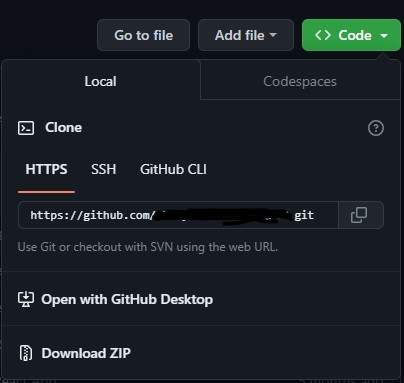 Go to file Add file Code
Local Codespaces
Clone
HTTPS SSH GitHub CLI
https://github.com/ git
Use Git or checkout with SVN using the web URL.
Open with GitHub Desktop
Download ZIP